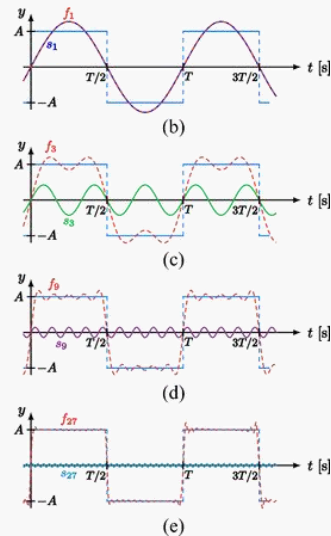 y
f₁
A
s₁
T/2
T
3T/2
t [s]
−A
(b)
y
f₃
A
T/2
T
3T/2
t [s]
s₃
−A
(c)
y
f₉
A
T/2
T
3T/2
t [s]
s₉
−A
(d)
y
f₂₇
A
s₂₇
T/2
T
3T/2
t [s]
−A
(e)